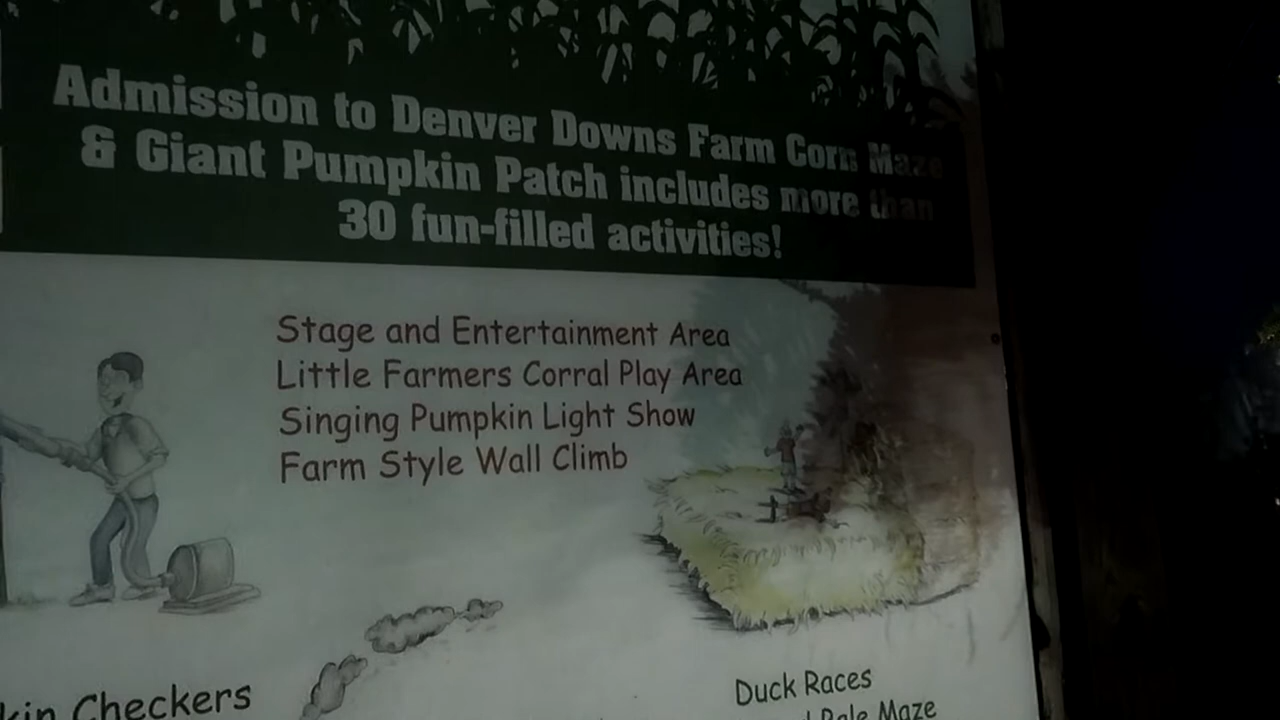 Admission to Denver Downs Farm Corn Maze
& Giant Pumpkin Patch includes more than
30 fun-filled activities!
Stage and Entertainment Area
Little Farmers Corral Play Area
Singing Pumpkin Light Show
Farm Style Wall Climb
Checkers
Duck Races
Bale Maze